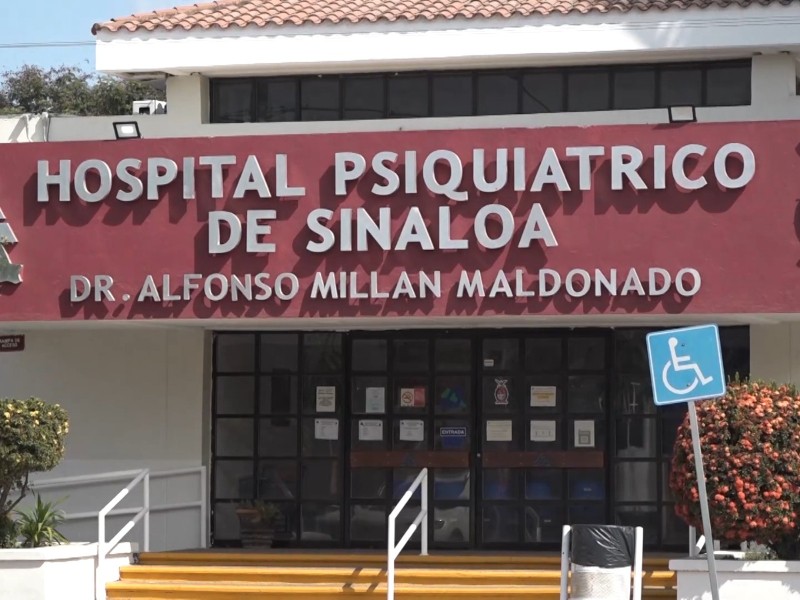 HOSPITAL PSIQUIATRICO
DE SINALOA
DR. ALFONSO MILLAN MALDONADO
ENTRADA